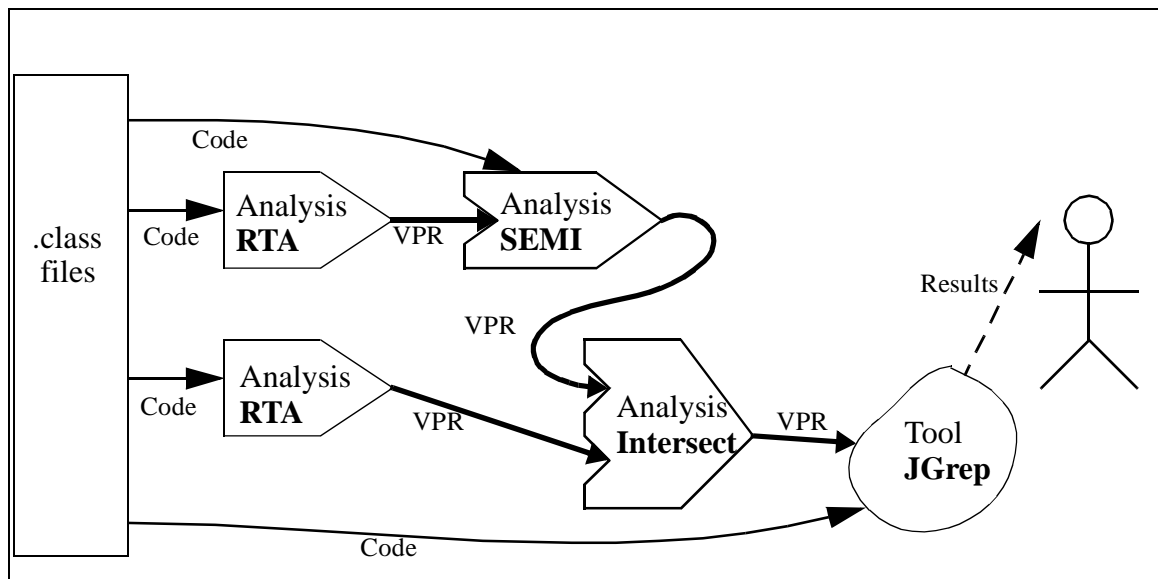 Code
Analysis
RTA
Code
VPR
Analysis
SEMI
.class
files
VPR
Results
Analysis
RTA
Code
VPR
Analysis
Intersect
VPR
Tool
JGrep
Code